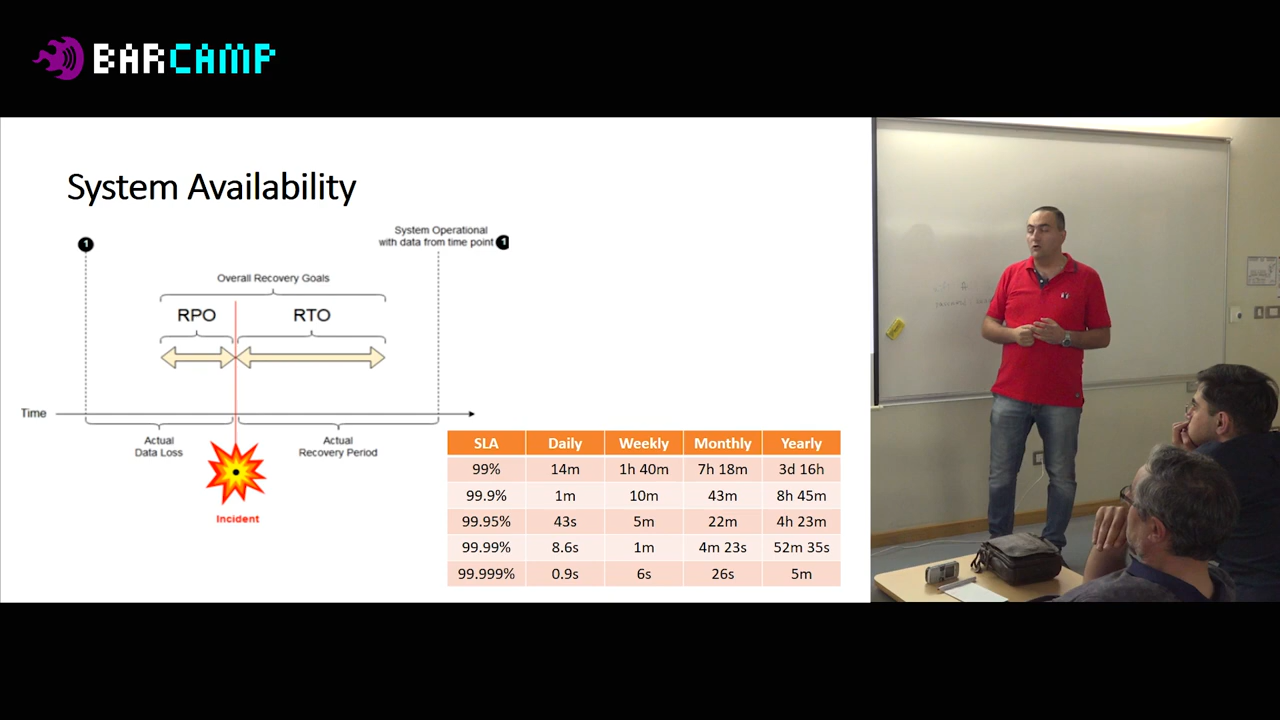 BARCAMP
System Availability
1
System Operational
with data from time point 1
Overall Recovery Goals
RPO
RTO
Time
Actual
Data Loss
Actual
Recovery Period
Incident
SLA Daily Weekly Monthly Yearly
99% 14m 1h 40m 7h 18m 3d 16h
99.9% 1m 10m 43m 8h 45m
99.95% 43s 5m 22m 4h 23m
99.99% 8.6s 1m 4m 23s 52m 35s
99.999% 0.9s 6s 26s 5m